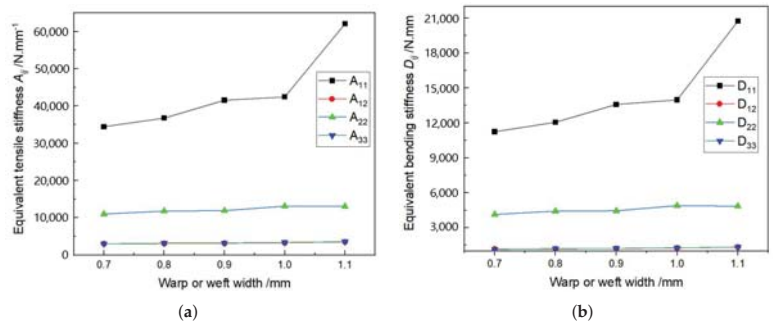 Equivalent tensile stiffness A_ij /N.mm⁻¹
60,000
50,000
40,000
30,000
20,000
10,000
0
A₁₁
A₁₂
A₂₂
A₃₃
0.7 0.8 0.9 1.0 1.1
Warp or weft width /mm
(a)
Equivalent bending stiffness D_ij /N.mm⁻¹
21,000
18,000
15,000
12,000
9,000
6,000
3,000
D₁₁
D₁₂
D₂₂
D₃₃
0.7 0.8 0.9 1.0 1.1
Warp or weft width /mm
(b)